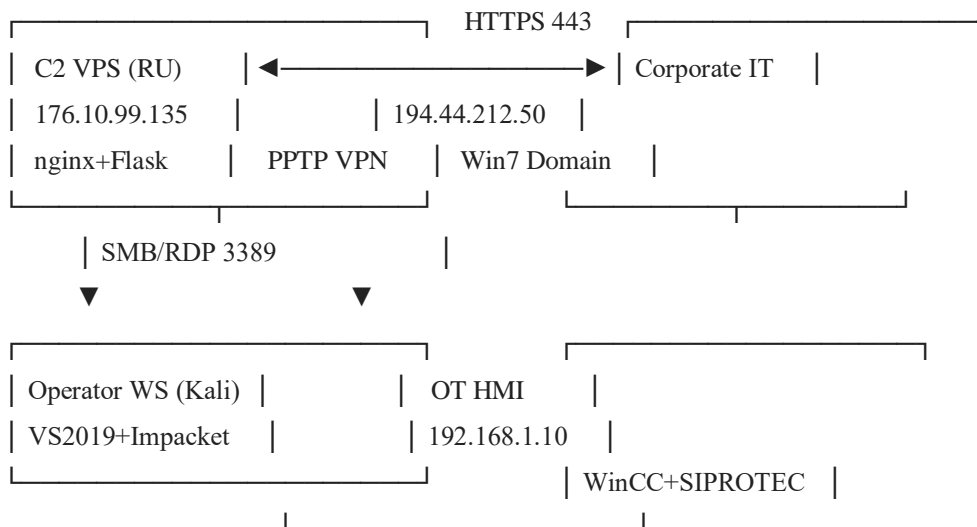 HTTPS 443
C2 VPS (RU) Corporate IT
176.10.99.135 194.44.212.50
nginx+Flask PPTP VPN Win7 Domain
SMB/RDP 3389
Operator WS (Kali) OT HMI
VS2019+Impacket 192.168.1.10
WinCC+SIPROTEC